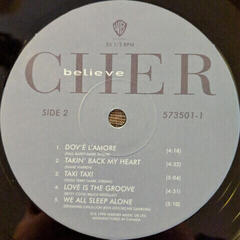 33 1/3 RPM
CHER
believe
SIDE 2
573501-1
1. DOV'È L'AMORE [4:14]
2. TAKIN' BACK MY HEART [4:32]
3. TAXI TAXI [5:04]
4. LOVE IS THE GROOVE [4:31]
5. WE ALL SLEEP ALONE [3:10]